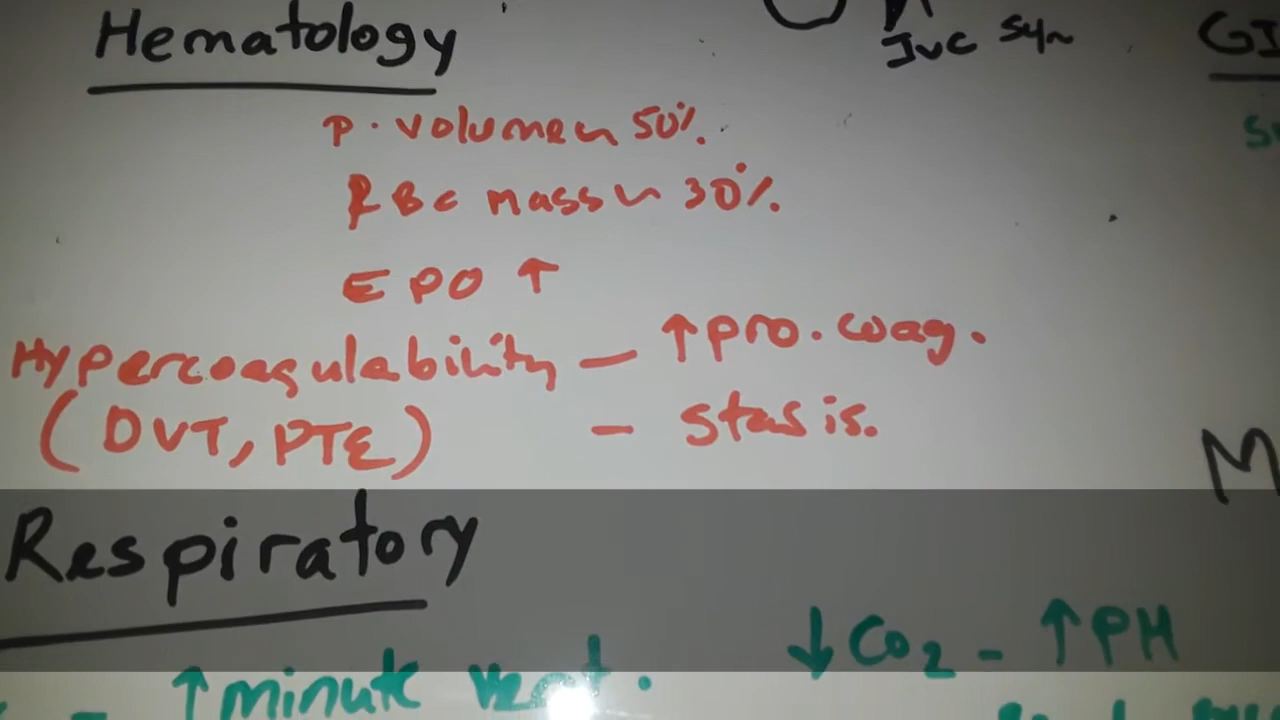 Hematology
IVC Syn
GI
P. volume ~ 50%.
RBC mass ~ 30%.
EPO ↑
Hypercoagulability — ↑ pro. coag.
(DVT, PTE) - stasis.
M
Respiratory
↓ CO2 - ↑ PH
- ↑ minute vent.